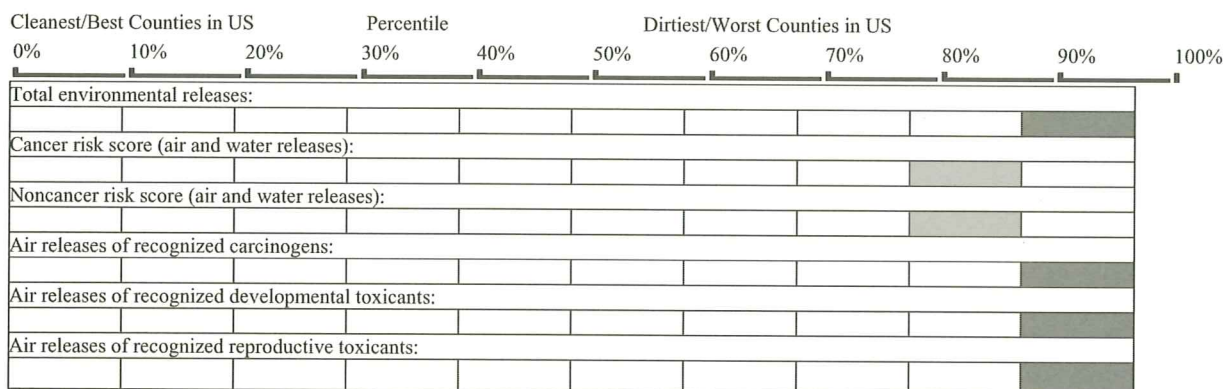 Cleanest/Best Counties in US Percentile Dirtiest/Worst Counties in US
0% 10% 20% 30% 40% 50% 60% 70% 80% 90% 100%
Total environmental releases:
Cancer risk score (air and water releases):
Noncancer risk score (air and water releases):
Air releases of recognized carcinogens:
Air releases of recognized developmental toxicants:
Air releases of recognized reproductive toxicants: